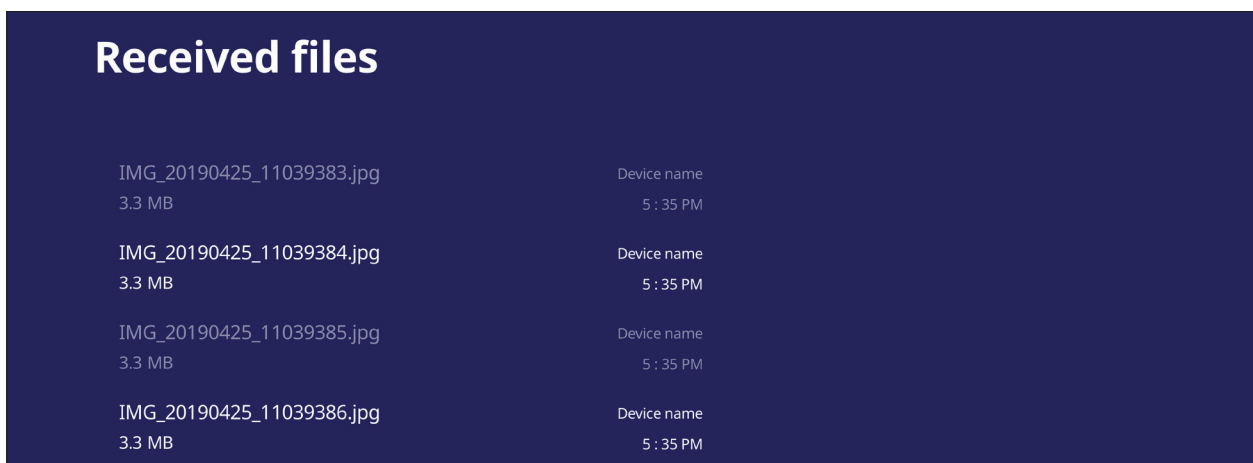 Received files
IMG_20190425_11039383.jpg Device name
3.3 MB 5 : 35 PM
IMG_20190425_11039384.jpg Device name
3.3 MB 5 : 35 PM
IMG_20190425_11039385.jpg Device name
3.3 MB 5 : 35 PM
IMG_20190425_11039386.jpg Device name
3.3 MB 5 : 35 PM